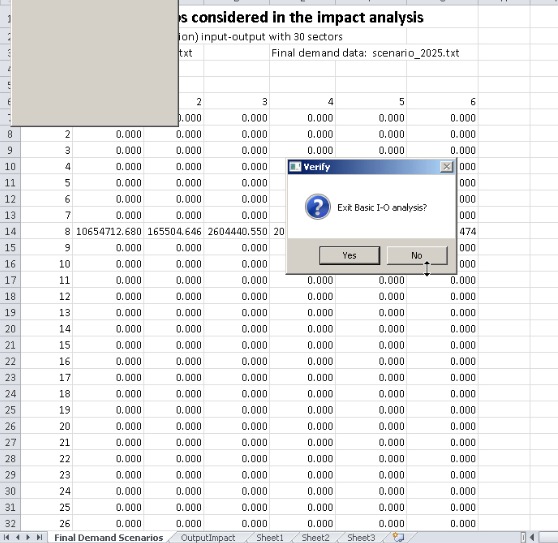 os considered in the impact analysis
ion) input-output with 30 sectors
txt Final demand data: scenario_2025.txt
1
2
3
4
5
6 2 3 4 5 6
7 0.000 0.000 0.000 0.000 0.000
8 2 0.000 0.000 0.000 0.000 0.000 0.000
9 3 0.000 0.000 0.000 0.000 0.000 0.000
10 4 0.000 0.000 0.000 .000
11 5 0.000 0.000 0.000 .000
12 6 0.000 0.000 0.000 .000
13 7 0.000 0.000 0.000 .000
14 8 10654712.680 165504.646 2604440.550 20 474
15 9 0.000 0.000 0.000 .000
16 10 0.000 0.000 0.000 .000
17 11 0.000 0.000 0.000 0.000 0.000 0.000
18 12 0.000 0.000 0.000 0.000 0.000 0.000
19 13 0.000 0.000 0.000 0.000 0.000 0.000
20 14 0.000 0.000 0.000 0.000 0.000 0.000
21 15 0.000 0.000 0.000 0.000 0.000 0.000
22 16 0.000 0.000 0.000 0.000 0.000 0.000
23 17 0.000 0.000 0.000 0.000 0.000 0.000
24 18 0.000 0.000 0.000 0.000 0.000 0.000
25 19 0.000 0.000 0.000 0.000 0.000 0.000
26 20 0.000 0.000 0.000 0.000 0.000 0.000
27 21 0.000 0.000 0.000 0.000 0.000 0.000
28 22 0.000 0.000 0.000 0.000 0.000 0.000
29 23 0.000 0.000 0.000 0.000 0.000 0.000
30 24 0.000 0.000 0.000 0.000 0.000 0.000
31 25 0.000 0.000 0.000 0.000 0.000 0.000
32 26 0.000 0.000 0.000 0.000 0.000 0.000
Verify
Exit Basic I-O analysis?
Yes No
Final Demand Scenarios OutputImpact Sheet1 Sheet2 Sheet3